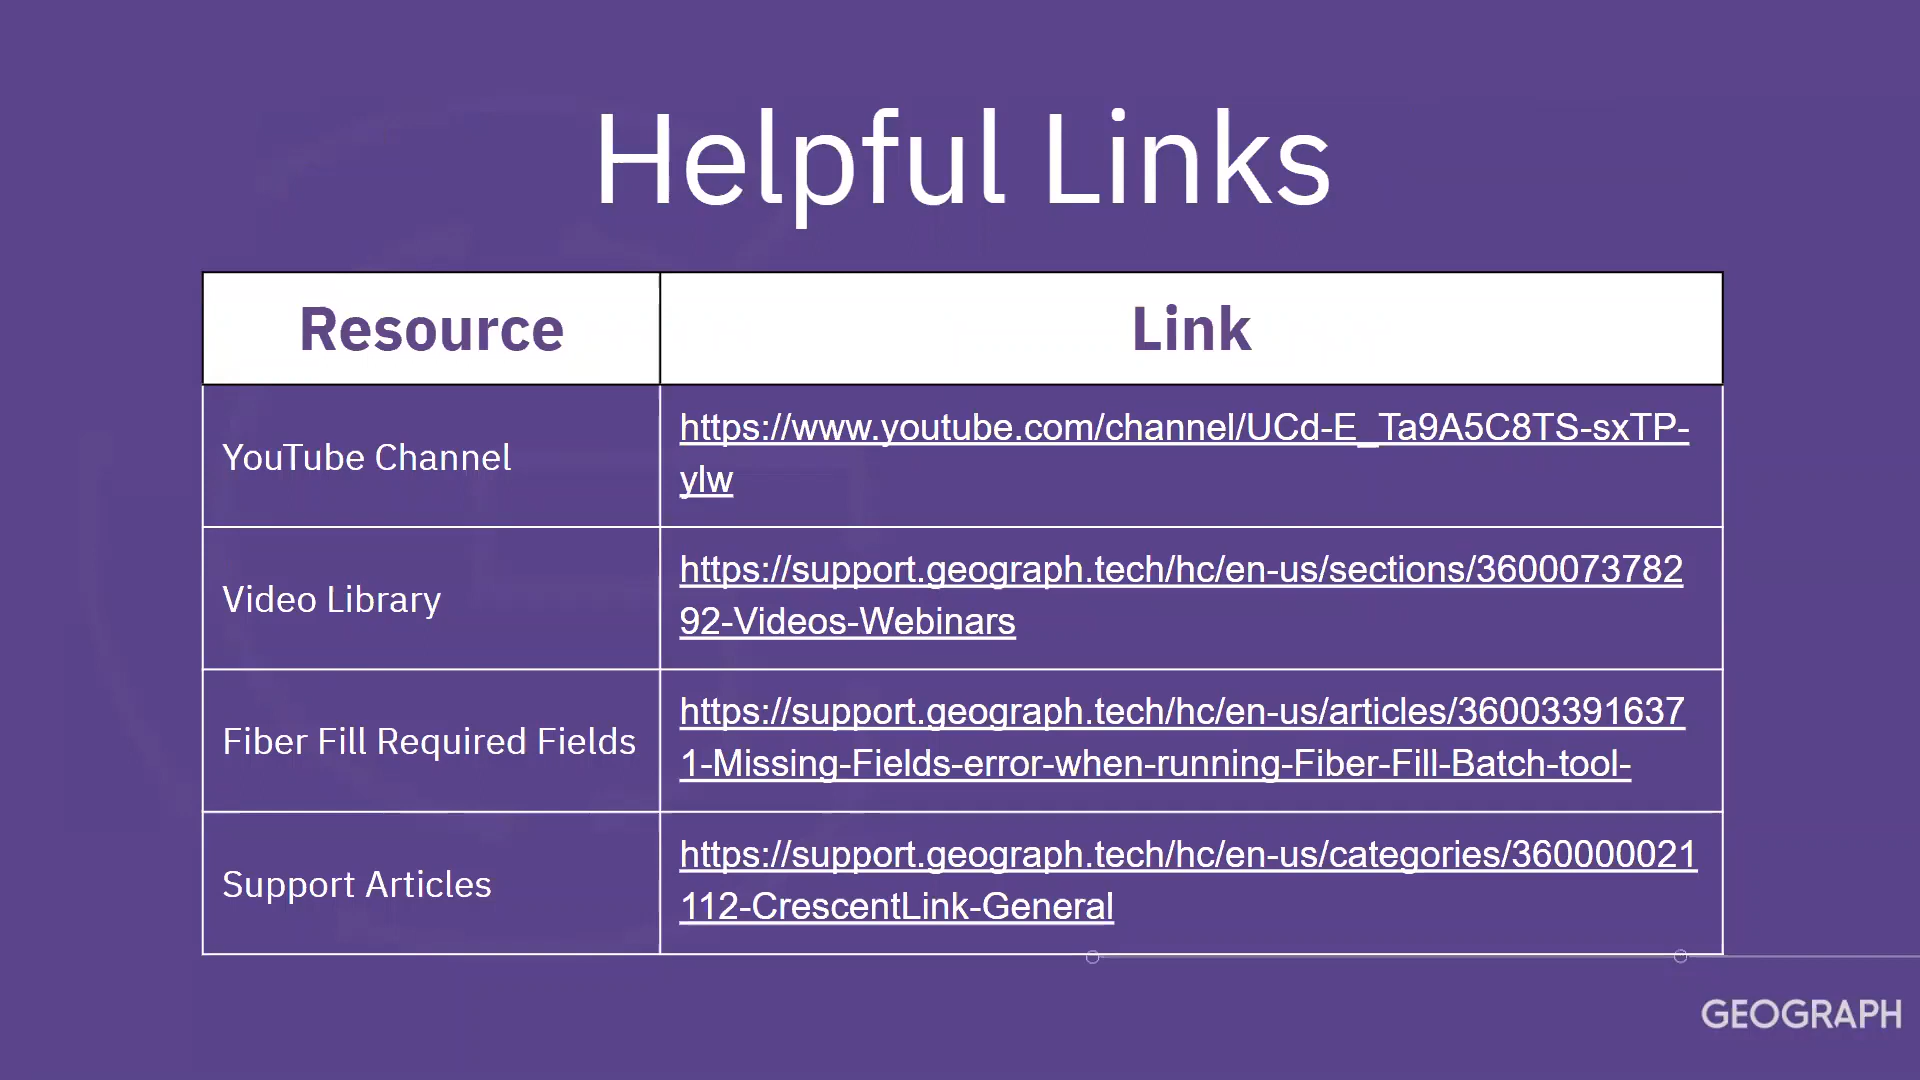 Helpful Links
Resource
Link
YouTube Channel
https://www.youtube.com/channel/UCd-E_Ta9A5C8TS-sxTP-
ylw
Video Library
https://support.geograph.tech/hc/en-us/sections/3600073782
92-Videos-Webinars
Fiber Fill Required Fields
https://support.geograph.tech/hc/en-us/articles/36003391637
1-Missing-Fields-error-when-running-Fiber-Fill-Batch-tool-
Support Articles
https://support.geograph.tech/hc/en-us/categories/360000021
112-CrescentLink-General
GEOGRAPH